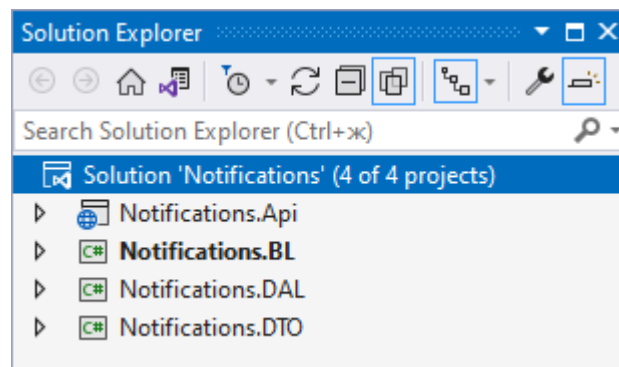 Solution Explorer
Search Solution Explorer (Ctrl+ж)
Solution 'Notifications' (4 of 4 projects)
Notifications.Api
C# Notifications.BL
C# Notifications.DAL
C# Notifications.DTO